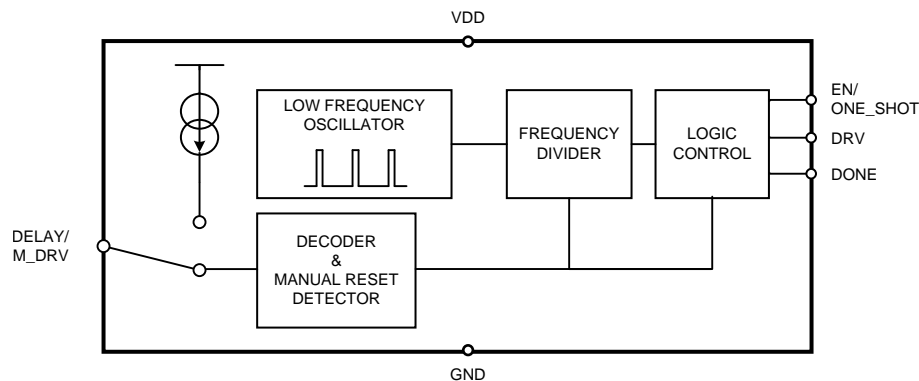 VDD
EN/
ONE_SHOT
LOW FREQUENCY
OSCILLATOR
FREQUENCY
DIVIDER
LOGIC
CONTROL
DRV
DONE
DELAY/
M_DRV
DECODER
&
MANUAL RESET
DETECTOR
GND